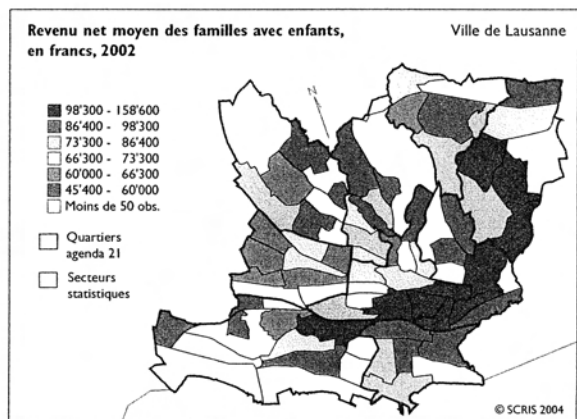 Revenu net moyen des familles avec enfants,
en francs, 2002
Ville de Lausanne
N
98'300 - 158'600
86'400 - 98'300
73'300 - 86'400
66'300 - 73'300
60'000 - 66'300
45'400 - 60'000
Moins de 50 obs.
Quartiers
agenda 21
Secteurs
statistiques
© SCRIS 2004